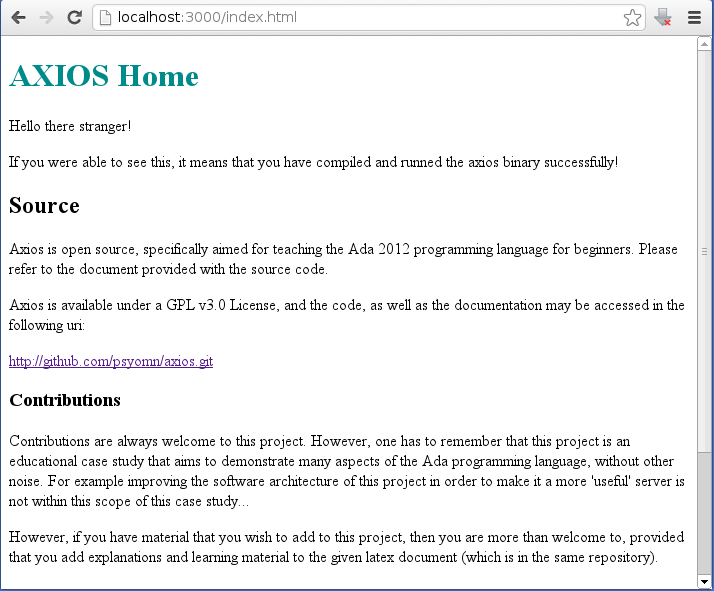 localhost:3000/index.html
AXIOS Home
Hello there stranger!
If you were able to see this, it means that you have compiled and runned the axios binary successfully!
Source
Axios is open source, specifically aimed for teaching the Ada 2012 programming language for beginners. Please
refer to the document provided with the source code.
Axios is available under a GPL v3.0 License, and the code, as well as the documentation may be accessed in the
following uri:
http://github.com/psyomn/axios.git
Contributions
Contributions are always welcome to this project. However, one has to remember that this project is an
educational case study that aims to demonstrate many aspects of the Ada programming language, without other
noise. For example improving the software architecture of this project in order to make it a more 'useful' server is
not within this scope of this case study...
However, if you have material that you wish to add to this project, then you are more than welcome to, provided
that you add explanations and learning material to the given latex document (which is in the same repository).